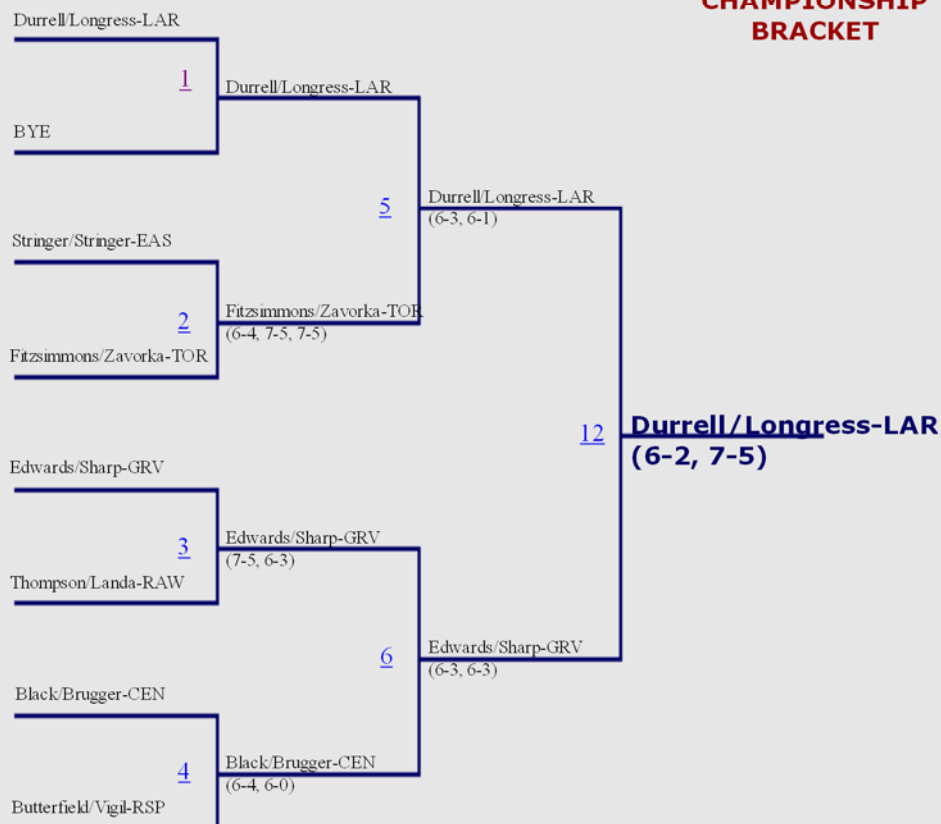 CHAMPIONSHIP
BRACKET
Durrell/Longress-LAR
1
Durrell/Longress-LAR
BYE
5
Durrell/Longress-LAR
(6-3, 6-1)
Stringer/Stringer-EAS
2
Fitzsimmons/Zavorka-TOR
(6-4, 7-5, 7-5)
Fitzsimmons/Zavorka-TOR
12
Durrell/Longress-LAR
(6-2, 7-5)
Edwards/Sharp-GRV
3
Edwards/Sharp-GRV
(7-5, 6-3)
Thompson/Landa-RAW
6
Edwards/Sharp-GRV
(6-3, 6-3)
Black/Brugger-CEN
4
Black/Brugger-CEN
(6-4, 6-0)
Butterfield/Vigil-RSP